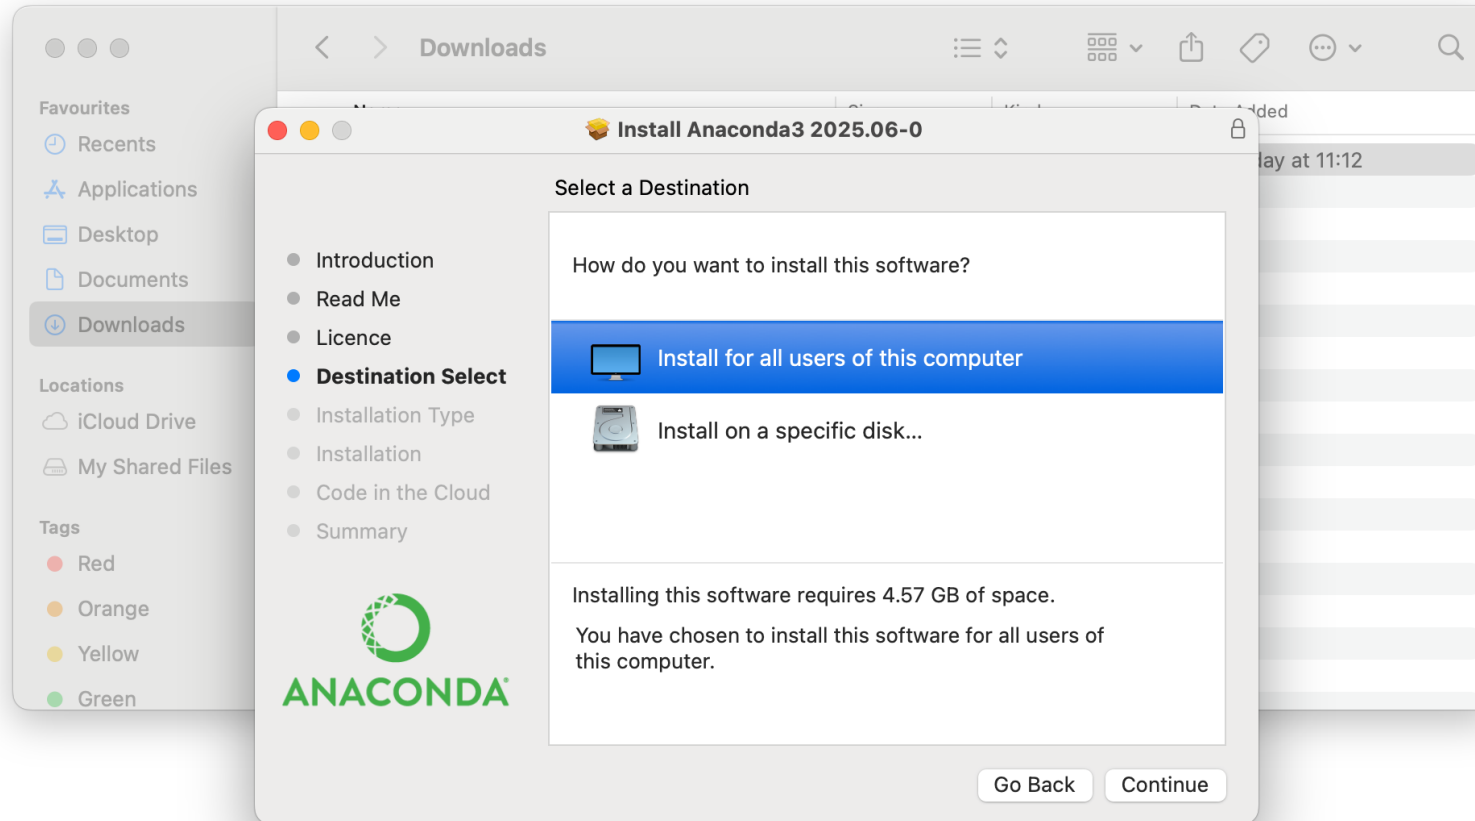 Downloads
Favourites
Recents
Applications
Desktop
Documents
Downloads
Locations
iCloud Drive
My Shared Files
Tags
Red
Orange
Yellow
Green
Added
at 11:12
Install Anaconda3 2025.06-0
Select a Destination
Introduction
Read Me
Licence
Destination Select
Installation Type
Installation
Code in the Cloud
Summary
ANACONDA
How do you want to install this software?
Install for all users of this computer
Install on a specific disk...
Installing this software requires 4.57 GB of space.
You have chosen to install this software for all users of
this computer.
Go Back
Continue